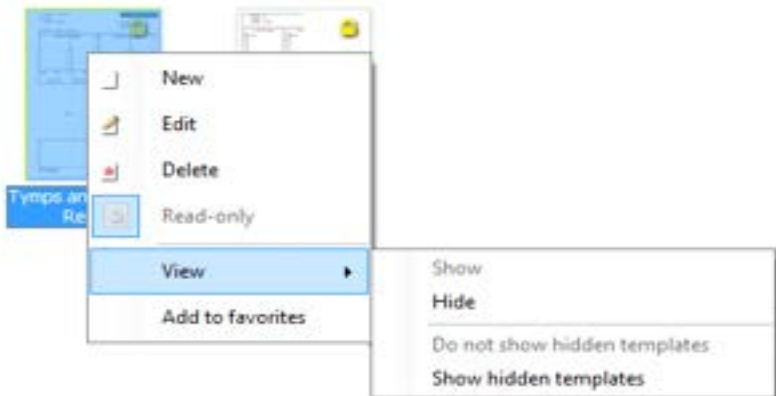 New
Edit
Delete
Tymps an
Re
Read-only
View
Show
Hide
Add to favorites
Do not show hidden templates
Show hidden templates